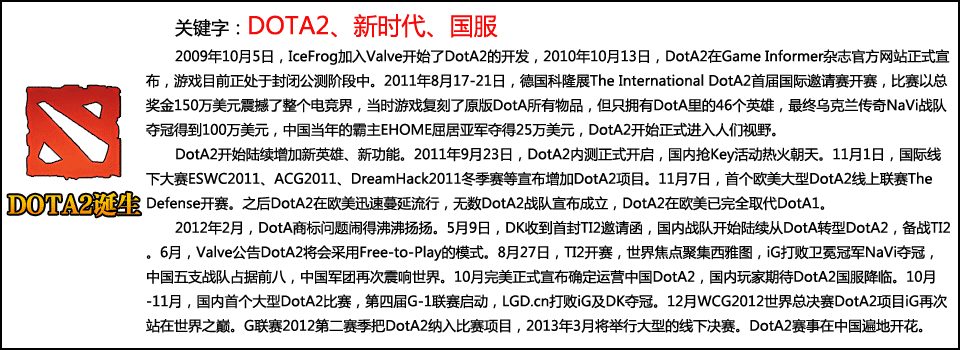 关键字：DOTA2、新时代、国服
2009年10月5日，IceFrog加入Valve开始了DotA2的开发，2010年10月13日，DotA2在Game Informer杂志官方网站正式宣
布，游戏目前正处于封闭公测阶段中。2011年8月17-21日，德国科隆展The International DotA2首届国际邀请赛开赛，比赛以总
奖金150万美元震撼了整个电竞界，当时游戏复刻了原版DotA所有物品，但只拥有DotA里的46个英雄，最终乌克兰传奇NaVi战队
夺冠得到100万美元，中国当年的霸主EHOME屈居亚军夺得25万美元，DotA2开始正式进入人们视野。
DotA2开始陆续增加新英雄、新功能。2011年9月23日，DotA2内测正式开启，国内抢Key活动热火朝天。11月1日，国际线
下大赛ESWC2011、ACG2011、DreamHack2011冬季赛等宣布增加DotA2项目。11月7日，首个欧美大型DotA2线上联赛The
Defense开赛。之后DotA2在欧美迅速蔓延流行，无数DotA2战队宣布成立，DotA2在欧美已完全取代DotA1。
DOTA2诞生
2012年2月，DotA商标问题闹得沸沸扬扬。5月9日，DK收到首封TI2邀请函，国内战队开始陆续从DotA转型DotA2，备战TI2
。6月，Valve公告DotA2将会采用Free-to-Play的模式。8月27日，TI2开赛，世界焦点聚集西雅图，iG打败卫冕冠军NaVi夺冠，
中国五支战队占据前八，中国军团再次震响世界。10月完美正式宣布确定运营中国DotA2，国内玩家期待DotA2国服降临。10月
-11月，国内首个大型DotA2比赛，第四届G-1联赛启动，LGD.cn打败iG及DK夺冠。12月WCG2012世界总决赛DotA2项目iG再次
站在世界之巅。G联赛2012第二赛季把DotA2纳入比赛项目，2013年3月将举行大型的线下决赛。DotA2赛事在中国遍地开花。